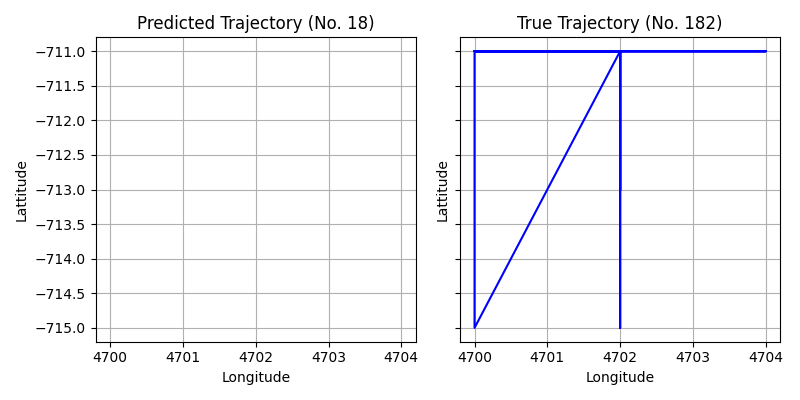 Predicted Trajectory (No. 18)
True Trajectory (No. 182)
−711.0
−711.5
−712.0
−712.5
−713.0
−713.5
−714.0
−714.5
−715.0
Lattitude
Lattitude
4700 4701 4702 4703 4704
4700 4701 4702 4703 4704
Longitude
Longitude